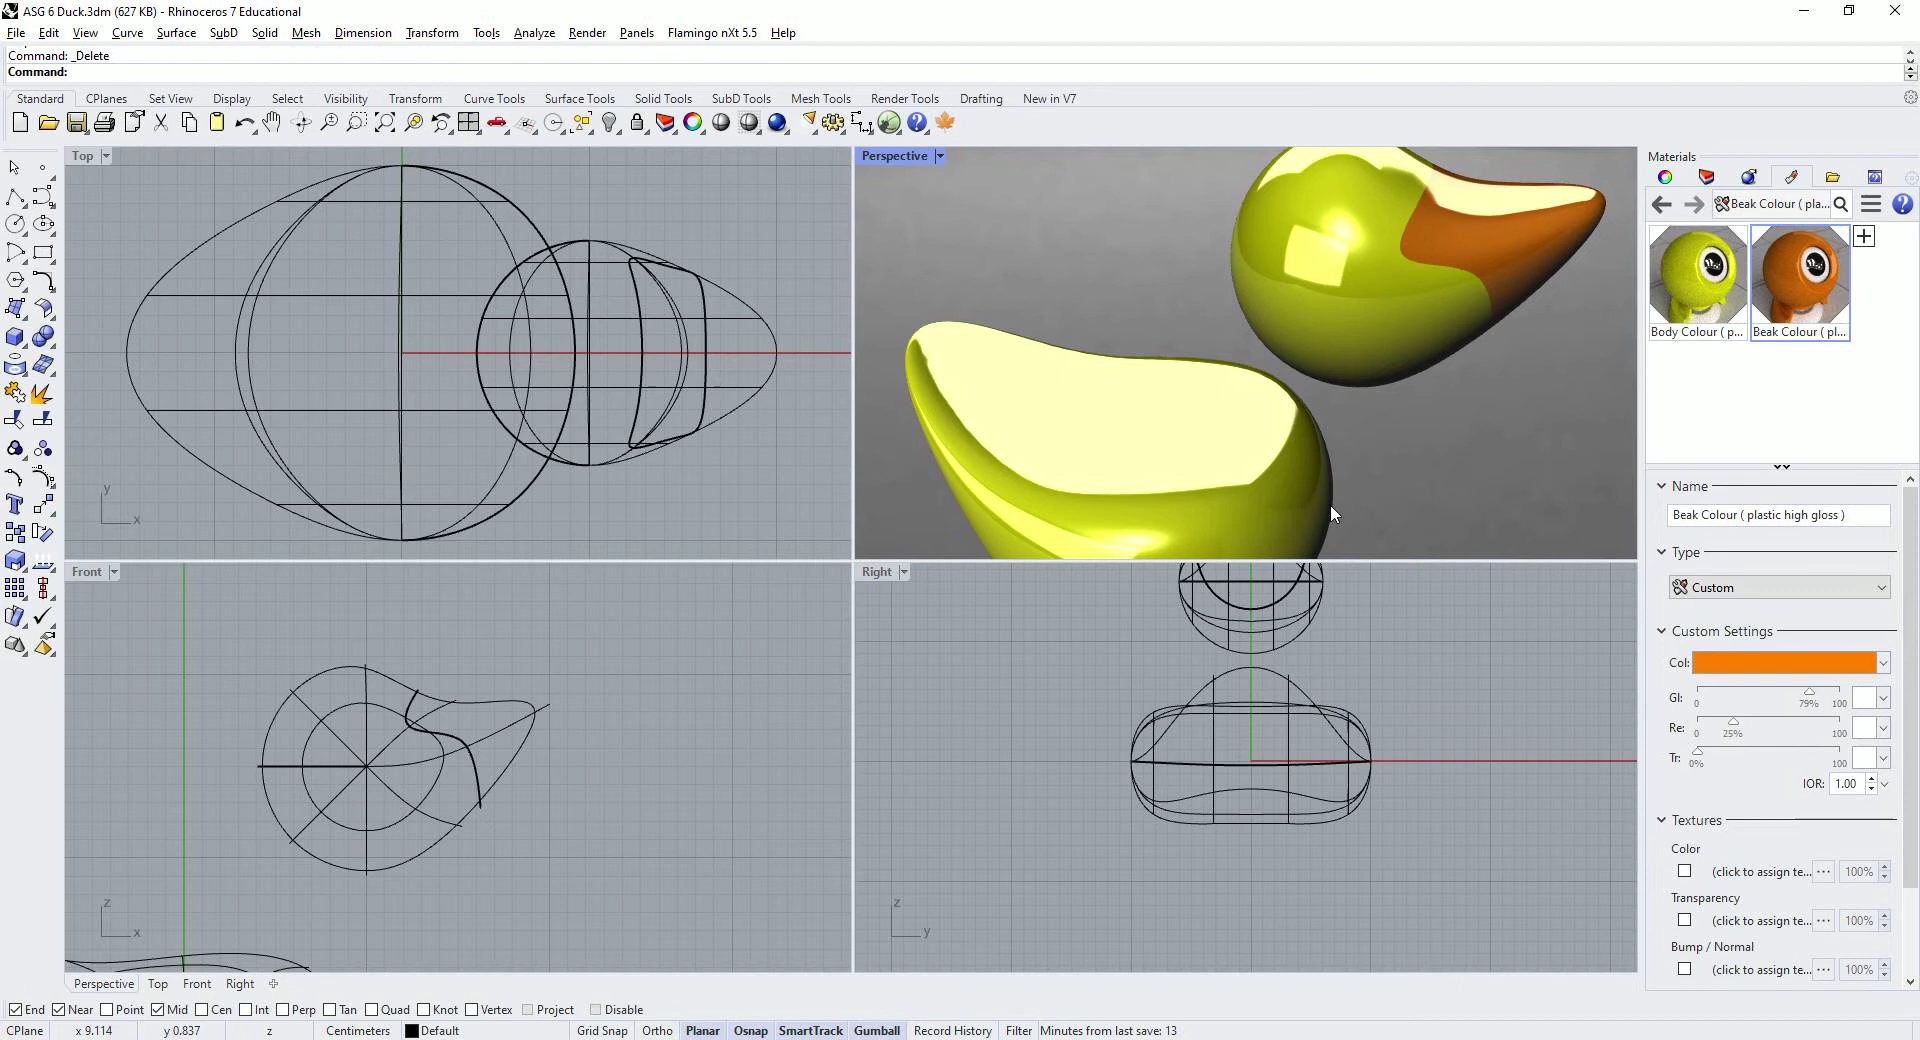 ASG 6 Duck.3dm (627 KB) - Rhinoceros 7 Educational
File Edit View Curve Surface SubD Solid Mesh Dimension Transform Tools Analyze Render Panels Flamingo nXt 5.5 Help
Command: _Delete
Command:
Standard CPlanes Set View Display Select Visibility Transform Curve Tools Surface Tools Solid Tools SubD Tools Mesh Tools Render Tools Drafting New in V7
Top
Perspective
Materials
Beak Colour ( pla...
Body Colour ( p... Beak Colour ( pl...
y
x
Name
Beak Colour ( plastic high gloss )
Type
Custom
Custom Settings
Col:
Gl: 0 79% 100
Re: 0 25% 100
Tr: 0% 100
IOR: 1.00
Textures
Color
(click to assign te... ... 100%
Transparency
(click to assign te... ... 100%
Bump / Normal
(click to assign te... ... 100%
Front
Right
z
x
z
y
Perspective Top Front Right
End Near Point Mid Cen Int Perp Tan Quad Knot Vertex Project Disable
CPlane x 9.114 y 0.837 z Centimeters Default Grid Snap Ortho Planar Osnap SmartTrack Gumball Record History Filter Minutes from last save: 13